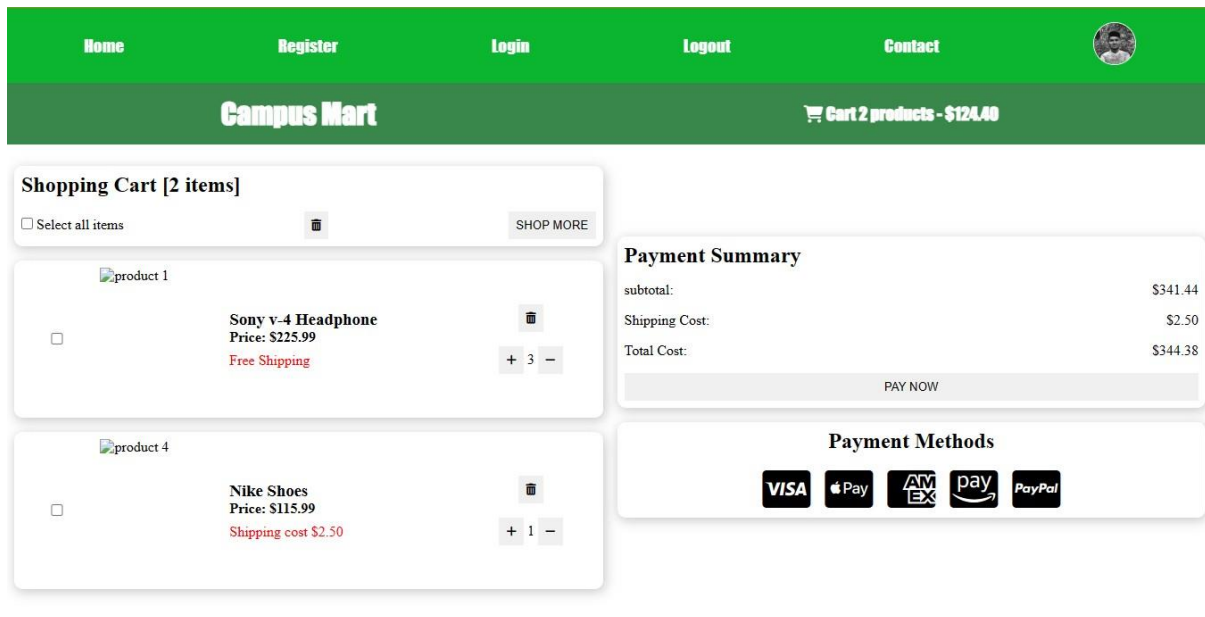 Home Register Login Logout Contact
Campus Mart Cart 2 products - $124.40
Shopping Cart [2 items]
Select all items SHOP MORE
product 1
Sony v-4 Headphone
Price: $225.99
Free Shipping
+ 3 −
product 4
Nike Shoes
Price: $115.99
Shipping cost $2.50
+ 1 −
Payment Summary
subtotal: $341.44
Shipping Cost: $2.50
Total Cost: $344.38
PAY NOW
Payment Methods
VISA Pay AM EX pay PayPal